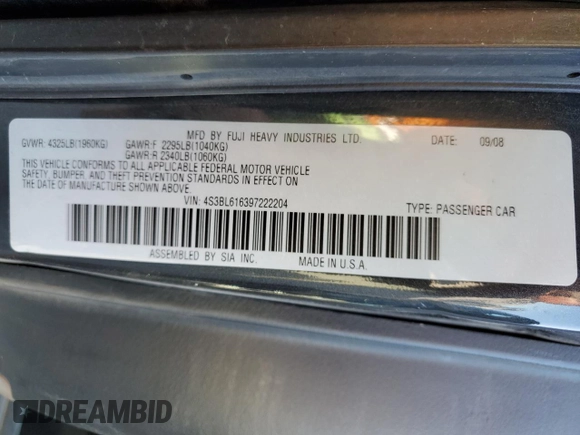 MFD BY FUJI HEAVY INDUSTRIES LTD. DATE: 09/08
GVWR: 4325LB(1960KG) GAWR:F 2295LB(1040KG)
GAWR:R 2340LB(1060KG)
THIS VEHICLE CONFORMS TO ALL APPLICABLE FEDERAL MOTOR VEHICLE
SAFETY, BUMPER, AND THEFT PREVENTION STANDARDS IN EFFECT ON
THE DATE OF MANUFACTURE SHOWN ABOVE.
VIN: 4S3BL616397222204 TYPE: PASSENGER CAR
ASSEMBLED BY SIA INC. MADE IN U.S.A.
DREAMBID